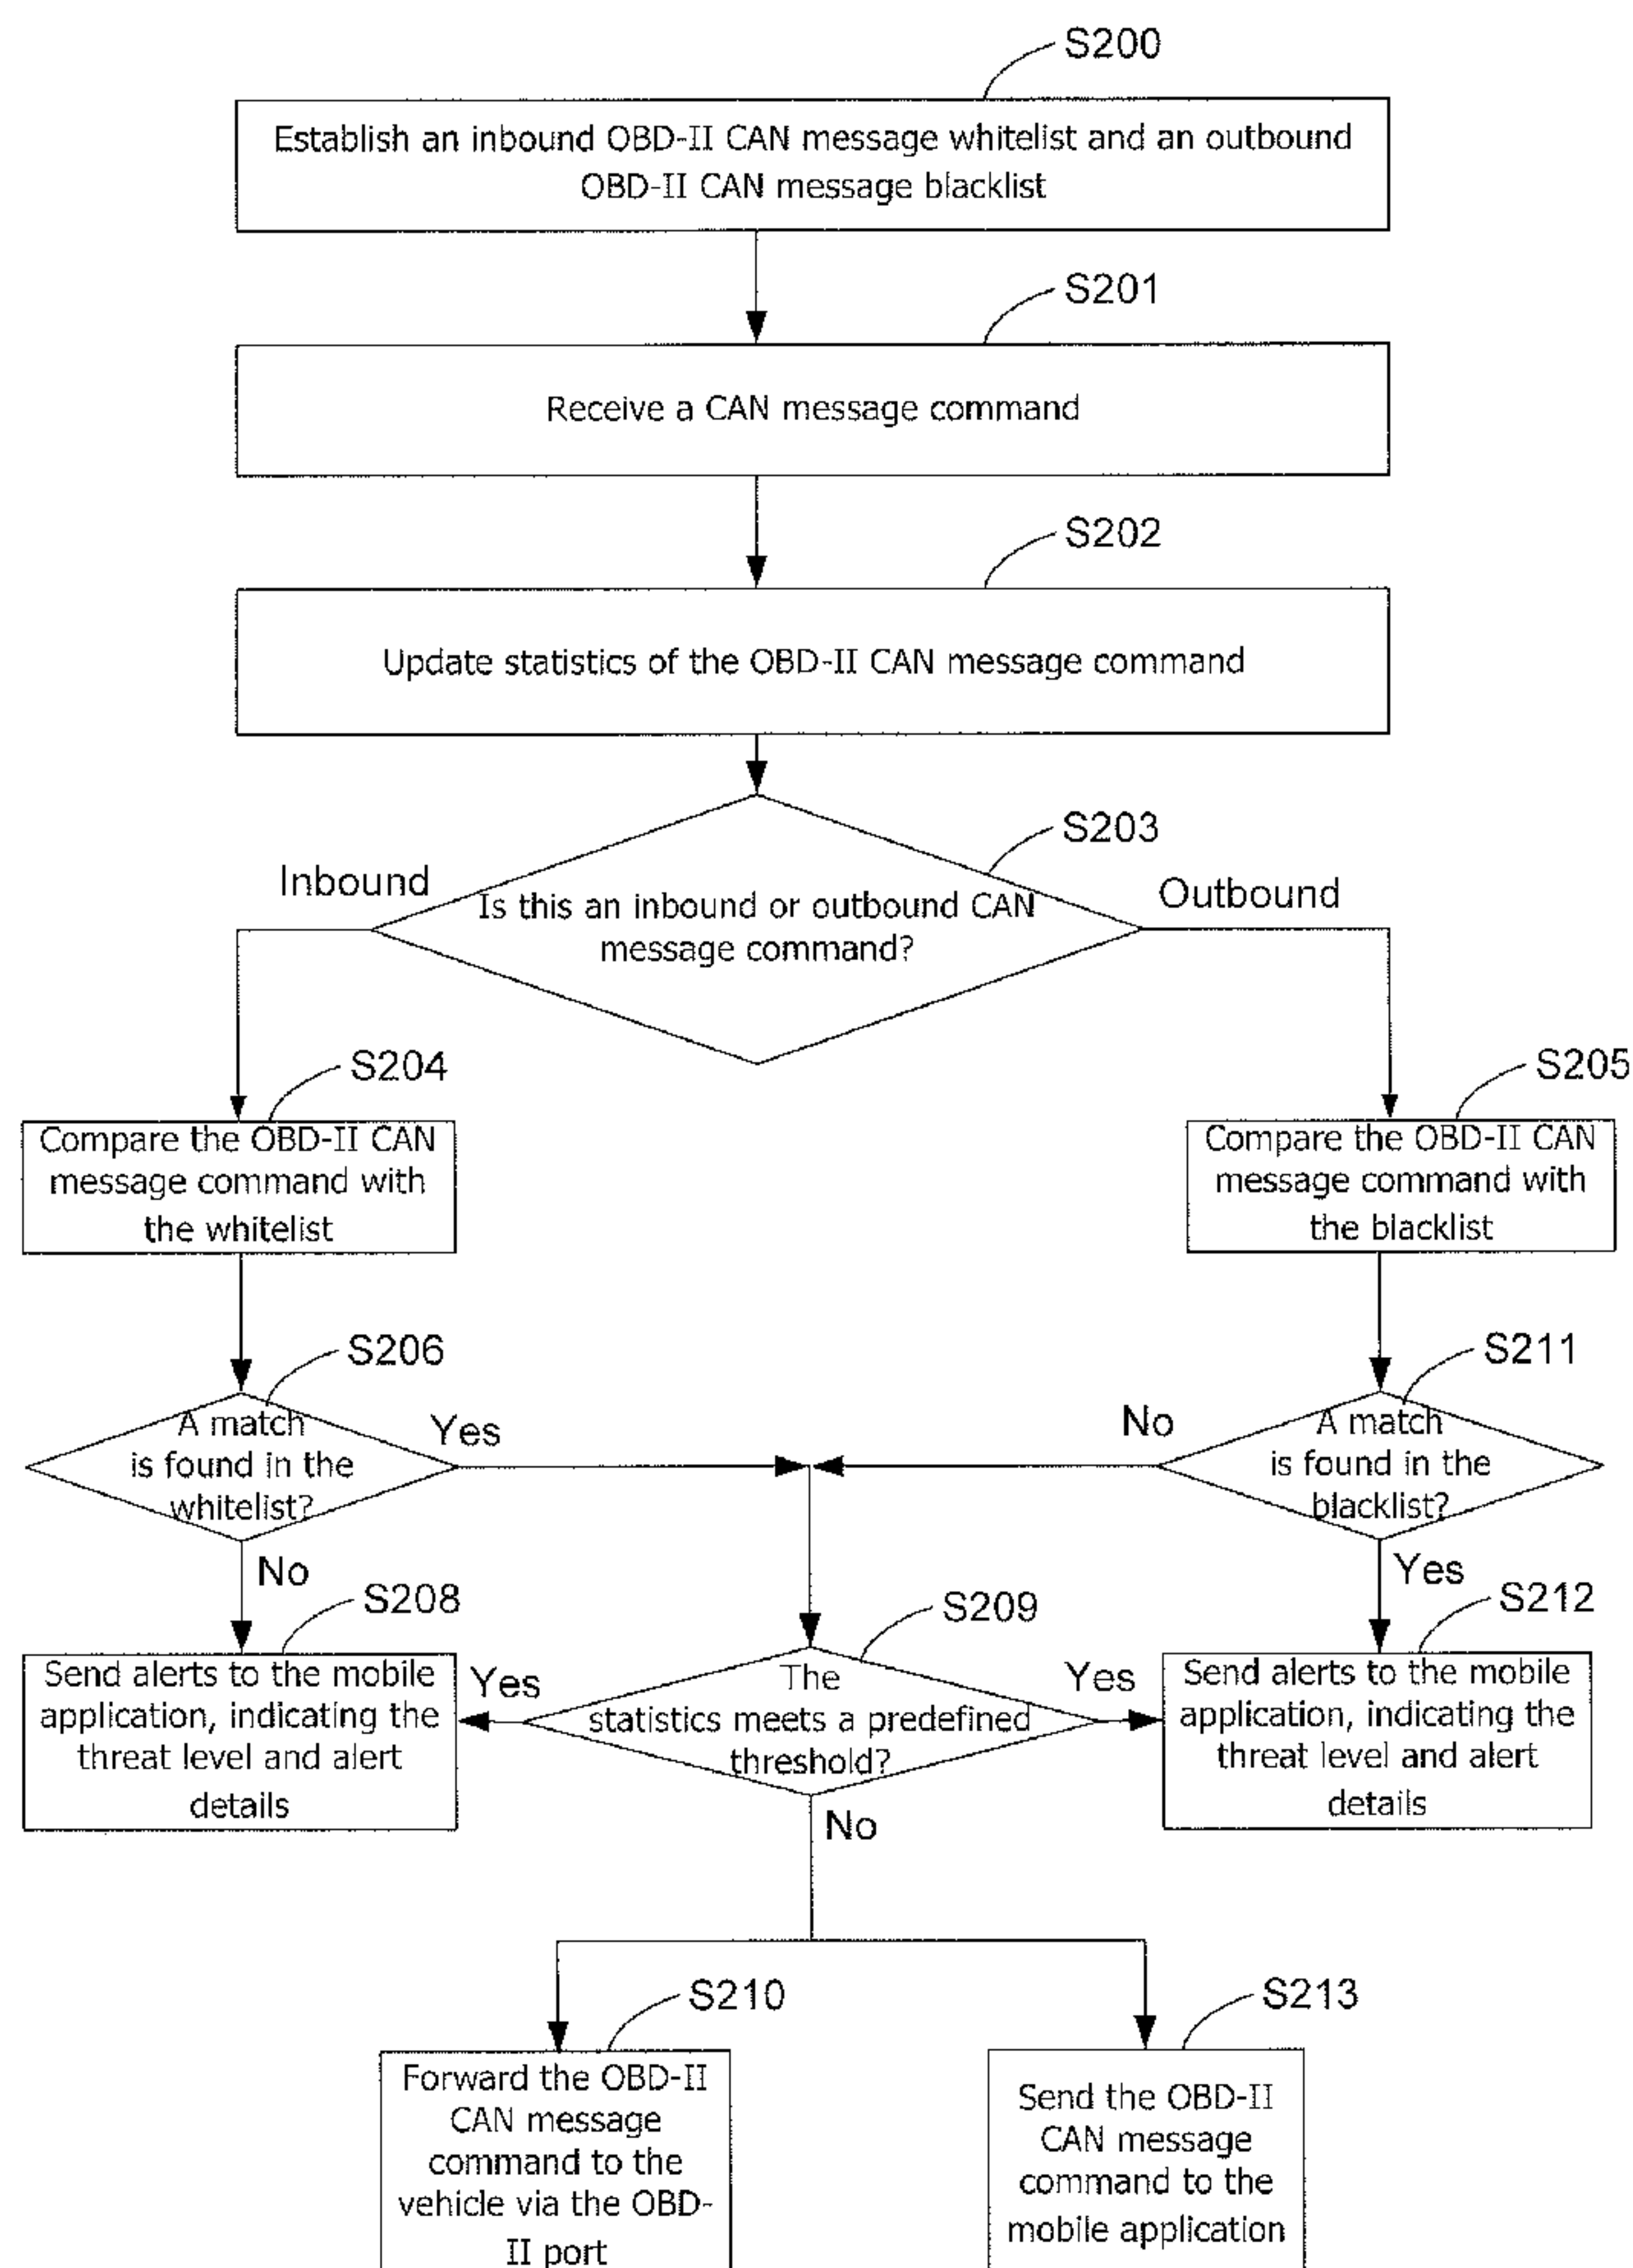 S200
Establish an inbound OBD-II CAN message whitelist and an outbound
OBD-II CAN message blacklist
S201
Receive a CAN message command
S202
Update statistics of the OBD-II CAN message command
S203
Inbound
Outbound
Is this an inbound or outbound CAN
message command?
S204
S205
Compare the OBD-II CAN
message command with
the whitelist
Compare the OBD-II CAN
message command with
the blacklist
S206
S211
A match
is found in the
whitelist?
Yes
No
A match
is found in the
blacklist?
No
Yes
S208
S209
S212
Send alerts to the mobile
application, indicating the
threat level and alert
details
Yes
The
statistics meets a predefined
threshold?
Yes
Send alerts to the mobile
application, indicating the
threat level and alert
details
No
S210
S213
Forward the OBD-II
CAN message
command to the
vehicle via the OBD-
II port
Send the OBD-II
CAN message
command to the
mobile application